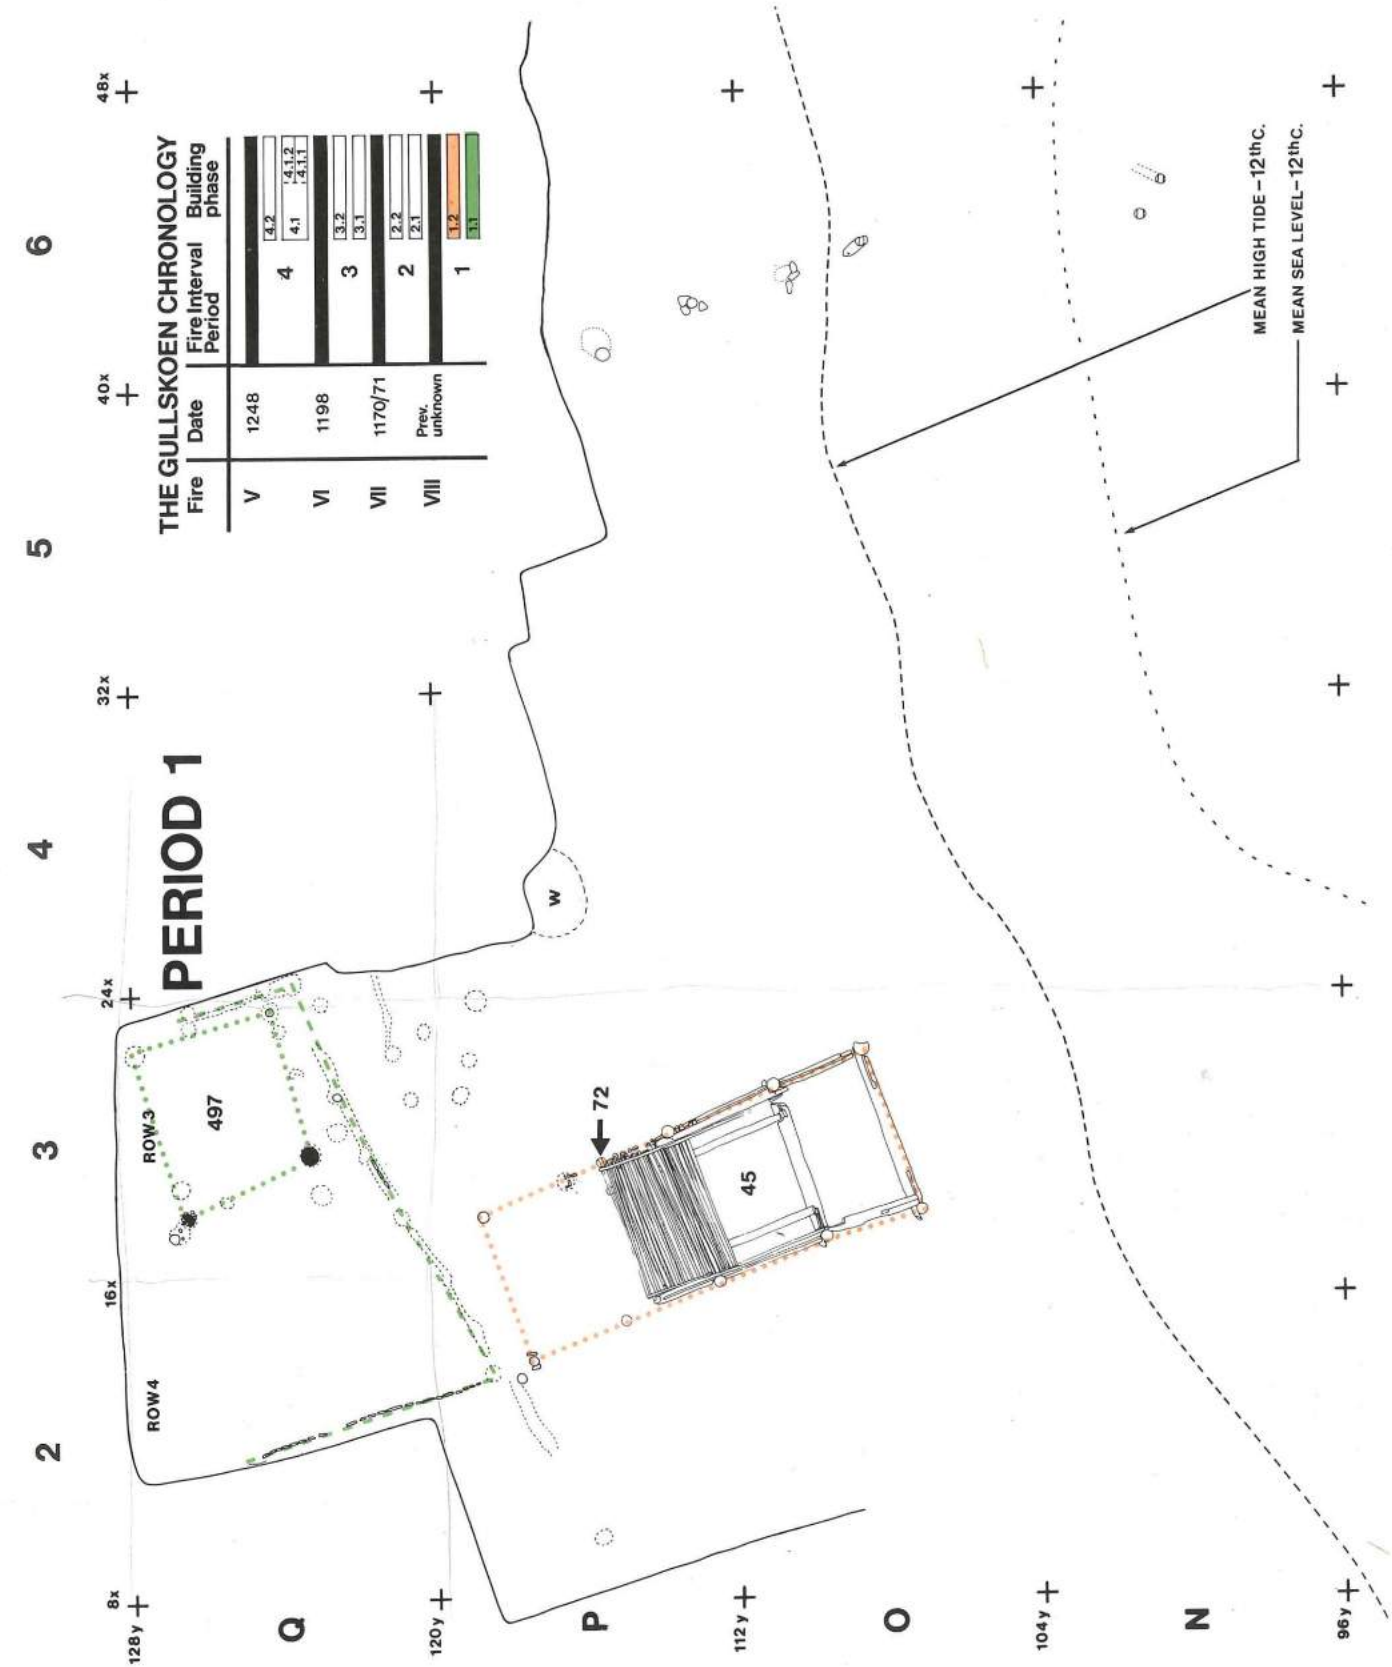 THE GULLSKOEN CHRONOLOGY
Fire Date Fire Interval Period Building phase
V 1248
4.2
4 4.1 4.1.2
4.1.1
VI 1198
3.2
3
3.1
VII 1170/71
2.2
2
2.1
VIII Prev. unknown
1.2
1
1.1
PERIOD 1
2 3 4 5 6
8x 16x 24x 32x 40x 48x
128y
Q
120y
P
112y
O
104y
N
96y
ROW 4
ROW 3
497
72
45
W
MEAN HIGH TIDE–12thC.
MEAN SEA LEVEL–12thC.